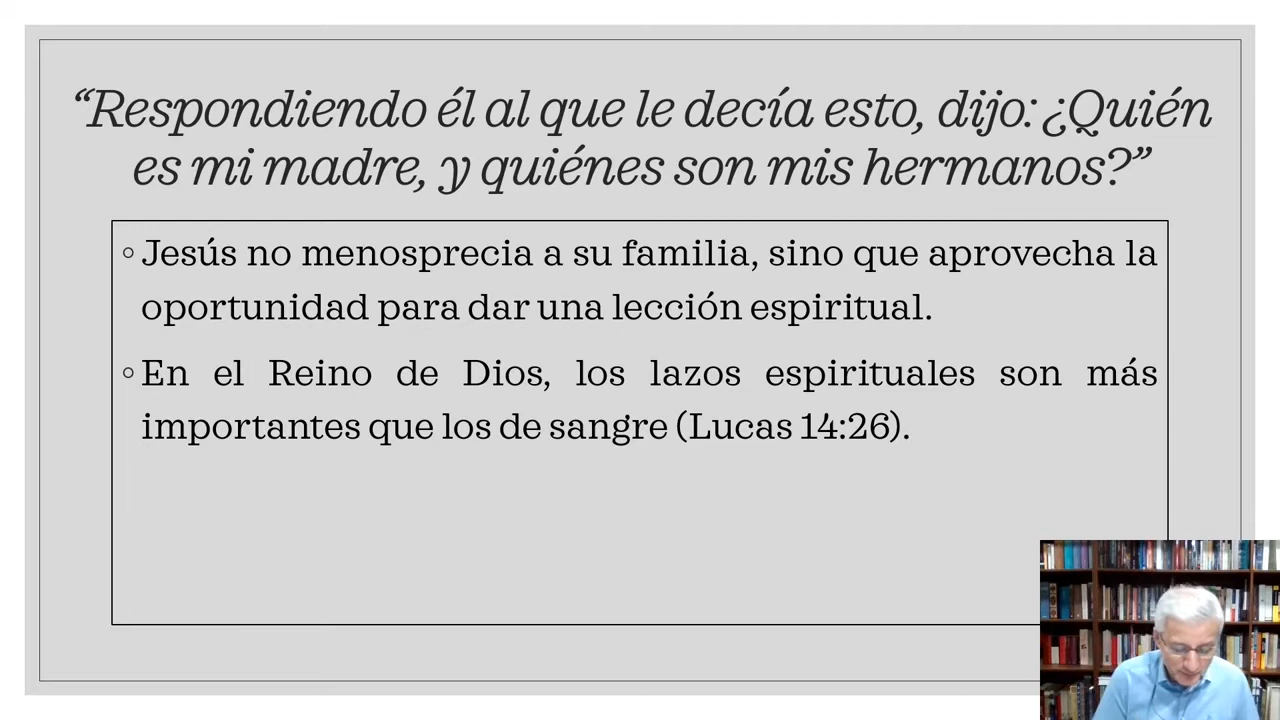 “Respondiendo él al que le decía esto, dijo: ¿Quién
es mi madre, y quiénes son mis hermanos?”
◦ Jesús no menosprecia a su familia, sino que aprovecha la
oportunidad para dar una lección espiritual.
◦ En el Reino de Dios, los lazos espirituales son más
importantes que los de sangre (Lucas 14:26).